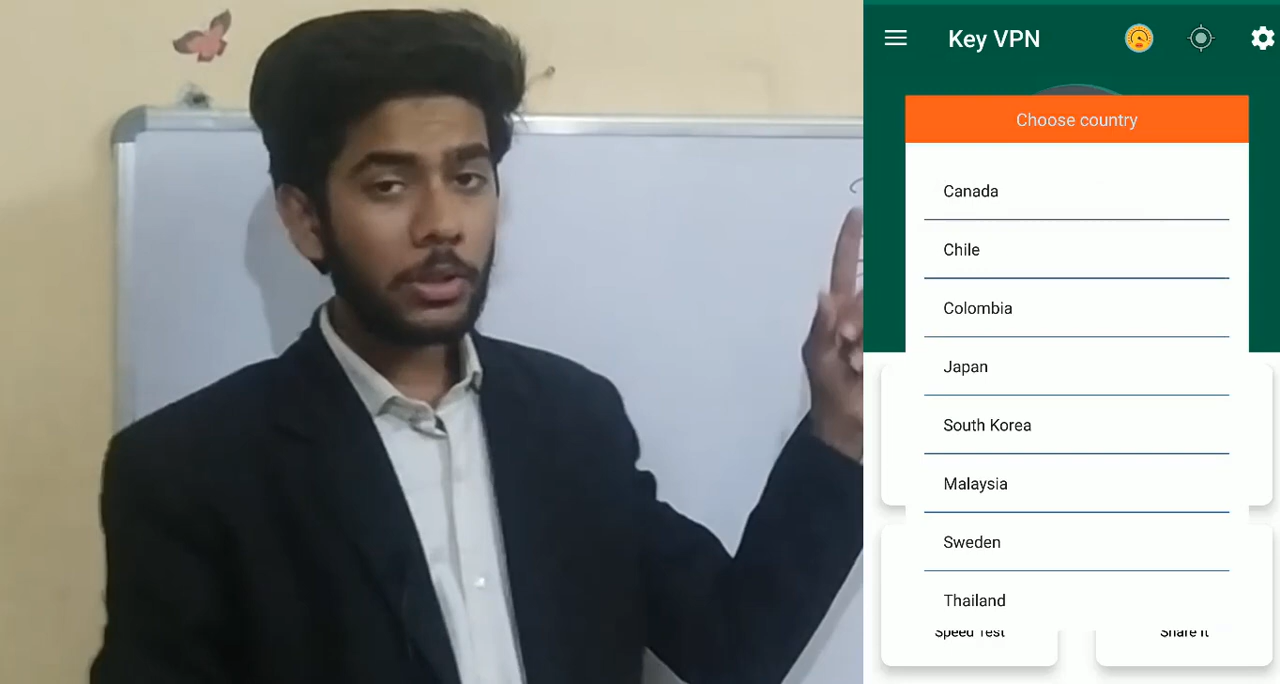 Key VPN
Choose country
Canada
Chile
Colombia
Japan
South Korea
Malaysia
Sweden
Thailand
Speed Test
Share It